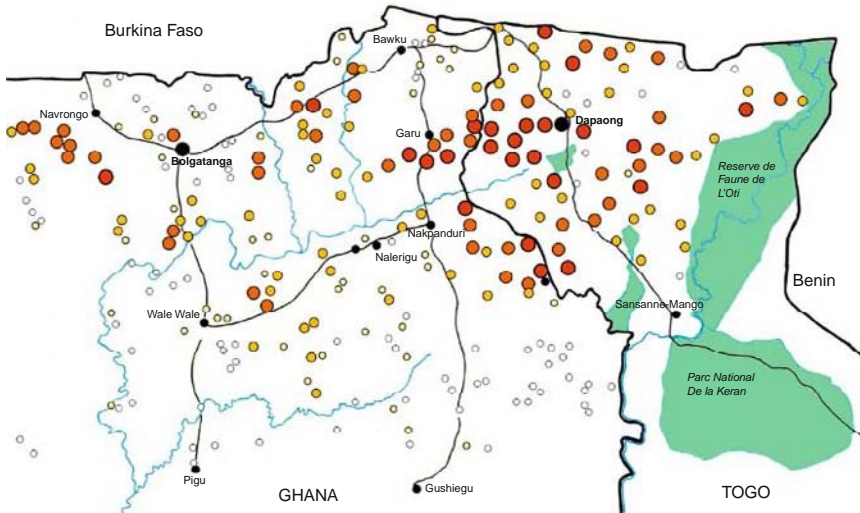 Burkina Faso
Bawku
Navrongo
Dapaong
Garu
Bolgatanga
Reserve de
Faune de
L'Oti
Nakpanduri
Nalerigu
Benin
Sansanne-Mango
Wale Wale
Parc National
De la Keran
Pigu
GHANA
Gushiegu
TOGO